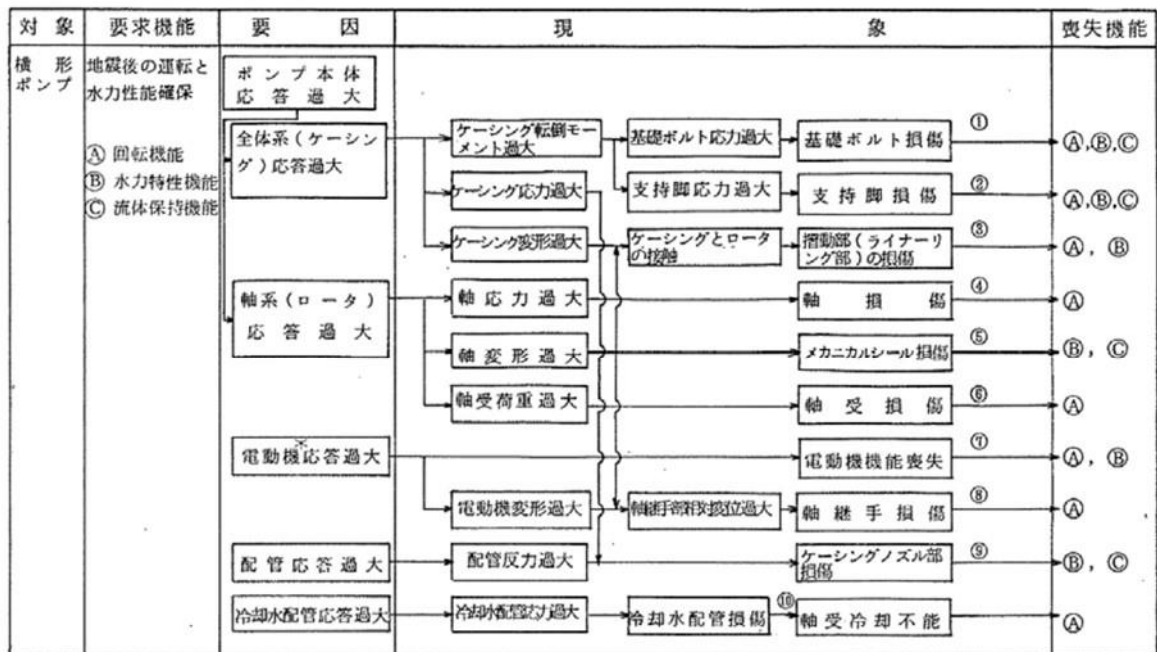 対象 要求機能 要因 現象 喪失機能
横形
ポンプ
地震後の運転と
水力性能確保
Ⓐ 回転機能
Ⓑ 水力特性機能
Ⓒ 流体保持機能
ポンプ本体
応答過大
全体系(ケーシン
グ)応答過大
ケーシング転倒モー
メント過大
基礎ボルト応力過大
基礎ボルト損傷
①
Ⓐ,Ⓑ,Ⓒ
ケーシング応力過大
支持脚応力過大
支持脚損傷
②
Ⓐ,Ⓑ,Ⓒ
ケーシング変形過大
ケーシングとロータ
の接触
摺動部(ライナーリ
ング部)の損傷
③
Ⓐ, Ⓑ
軸系(ロータ)
応答過大
軸応力過大
軸損傷
④
Ⓐ
軸変形過大
メカニカルシール損傷
⑤
Ⓑ, Ⓒ
軸受荷重過大
軸受損傷
⑥
Ⓐ
*
電動機応答過大
電動機機能喪失
⑦
Ⓐ, Ⓑ
電動機変形過大
軸継手部相対変位過大
軸継手損傷
⑧
Ⓐ
配管応答過大
配管反力過大
ケーシングノズル部
損傷
⑨
Ⓑ, Ⓒ
冷却水配管応答過大
冷却水配管応力過大
冷却水配管損傷
⑩
軸受冷却不能
Ⓐ